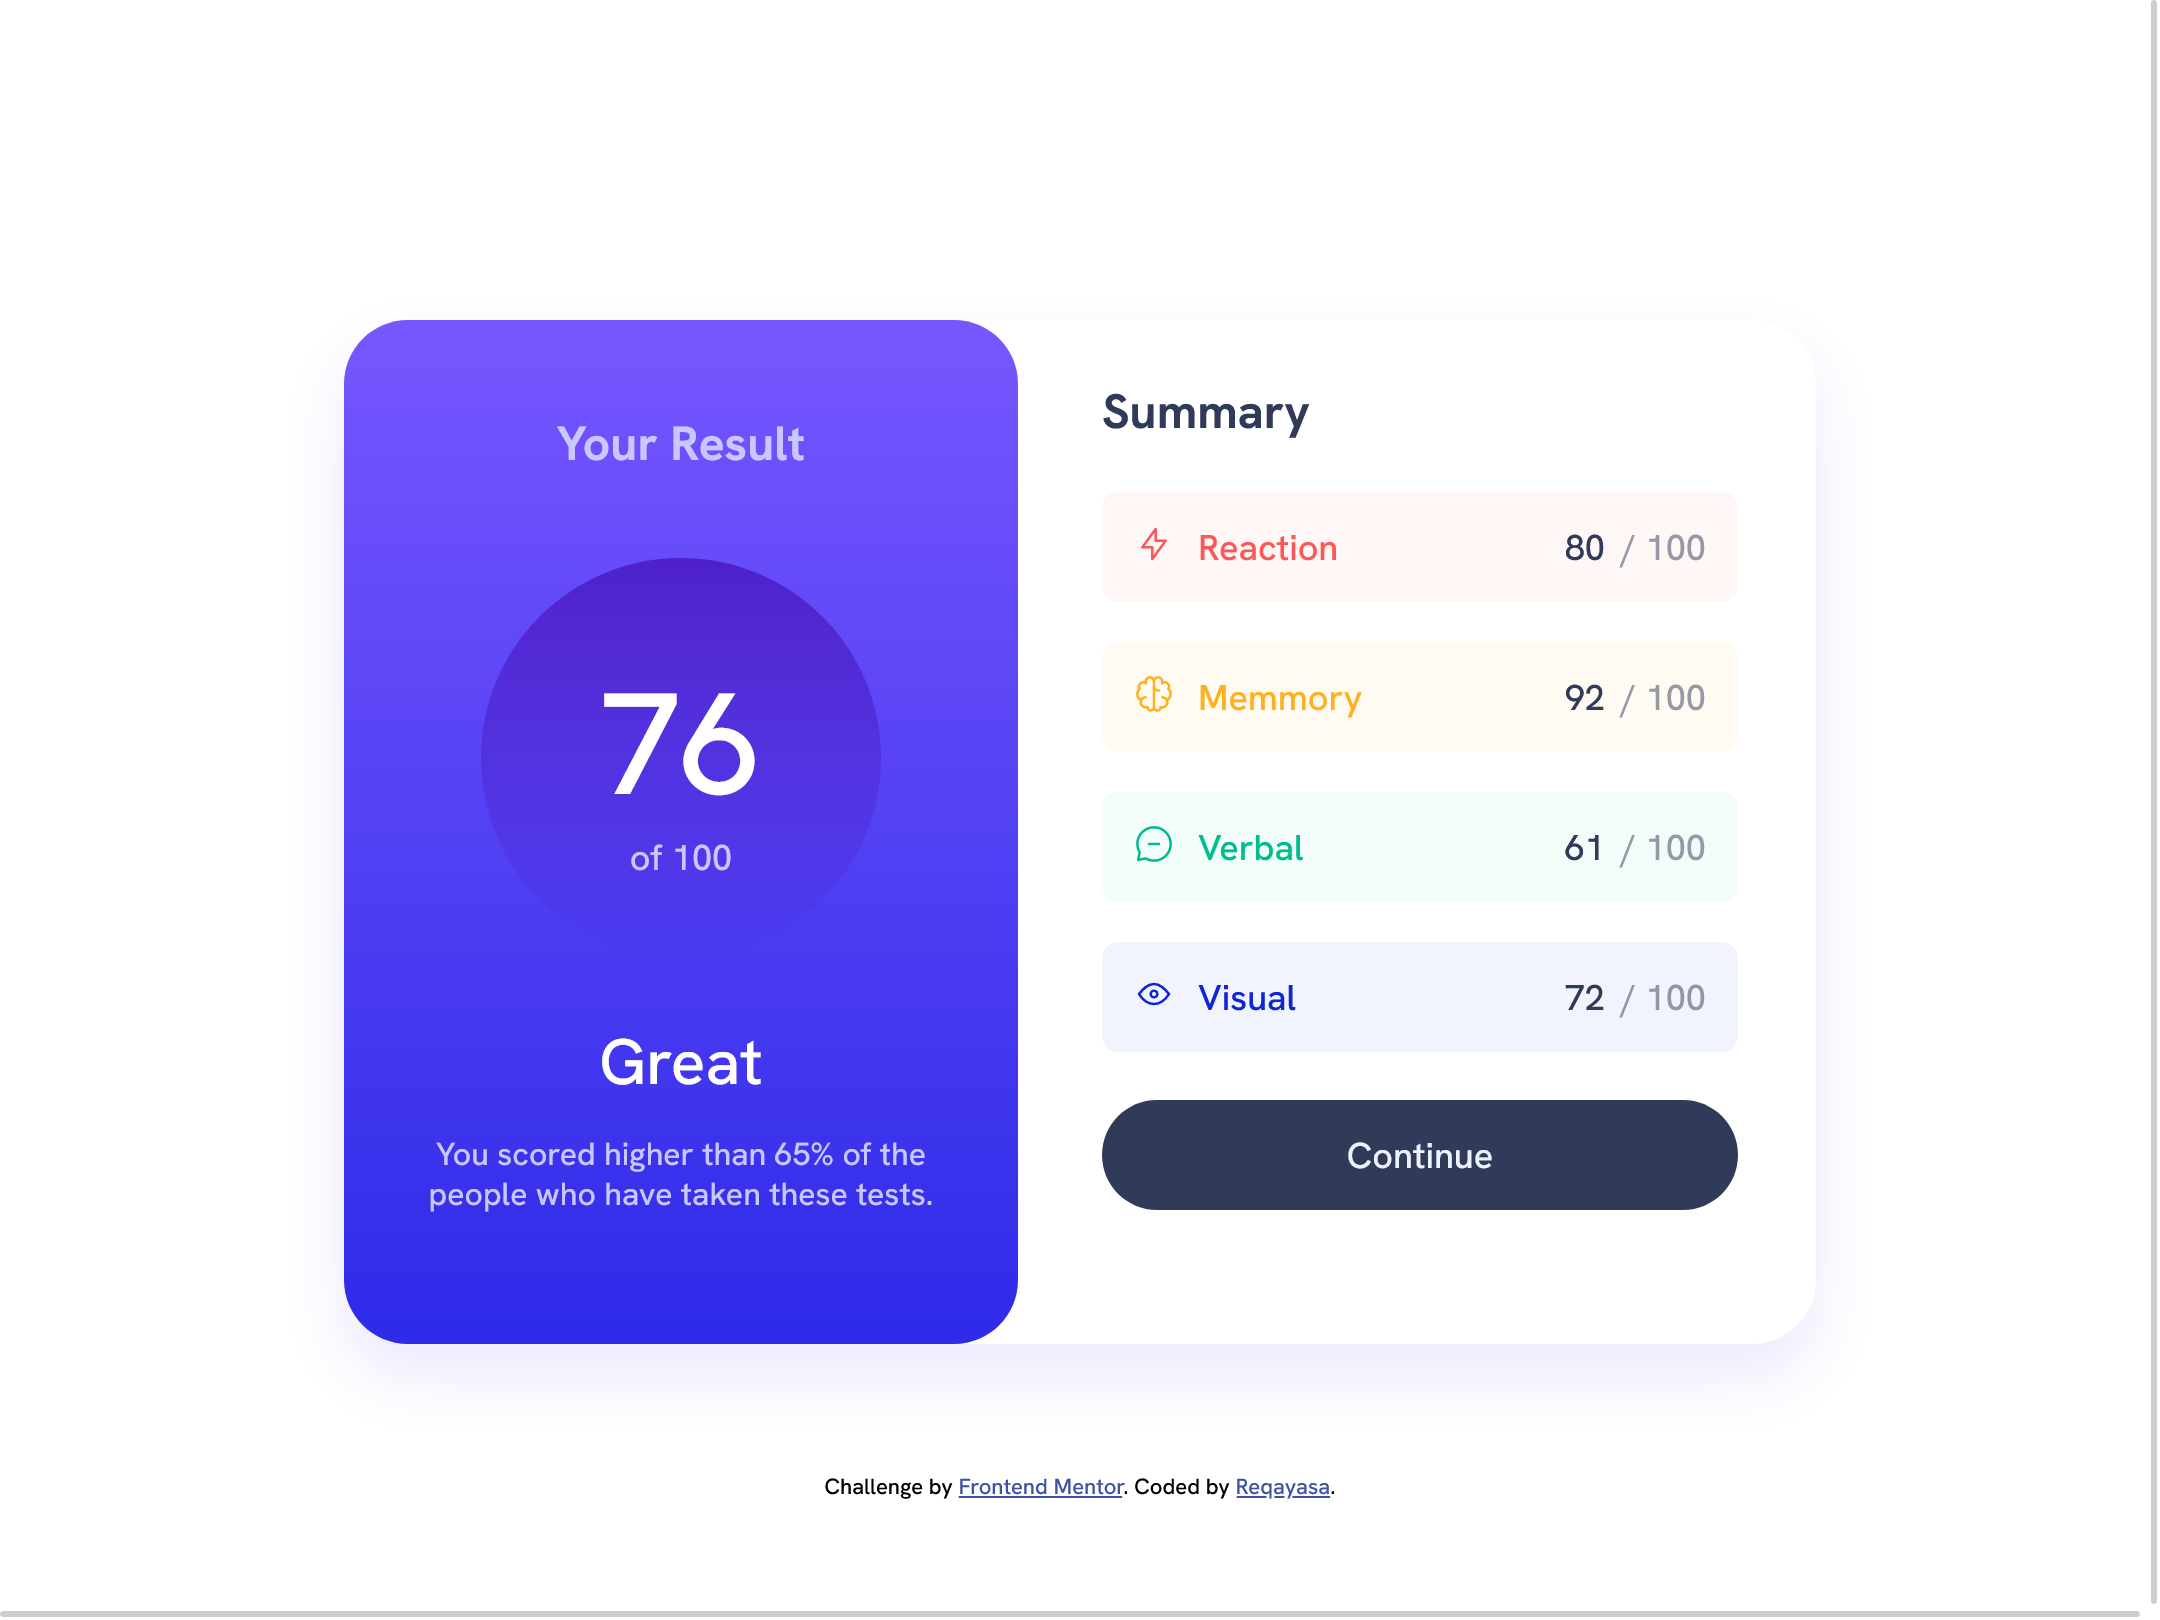 Your Result
76
of 100
Great
You scored higher than 65% of the
people who have taken these tests.
Summary
Reaction 80 / 100
Memmory 92 / 100
Verbal 61 / 100
Visual 72 / 100
Continue
Challenge by Frontend Mentor. Coded by Reqayasa.